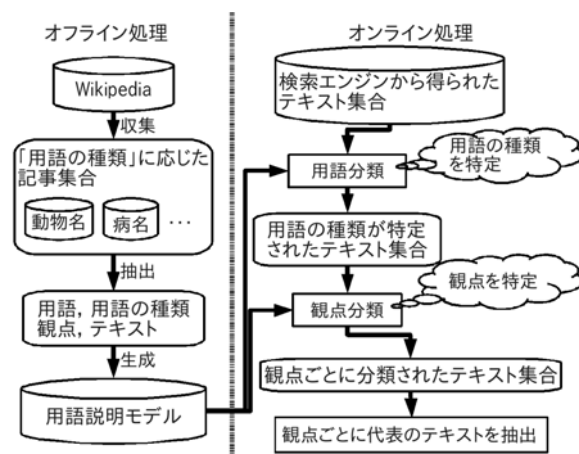 オフライン処理
Wikipedia
収集
「用語の種類」に応じた
記事集合
動物名
病名
…
抽出
用語, 用語の種類
観点, テキスト
生成
用語説明モデル
オンライン処理
検索エンジンから得られた
テキスト集合
用語の種類
を特定
用語分類
用語の種類が特定
されたテキスト集合
観点を特定
観点分類
観点ごとに分類されたテキスト集合
観点ごとに代表のテキストを抽出